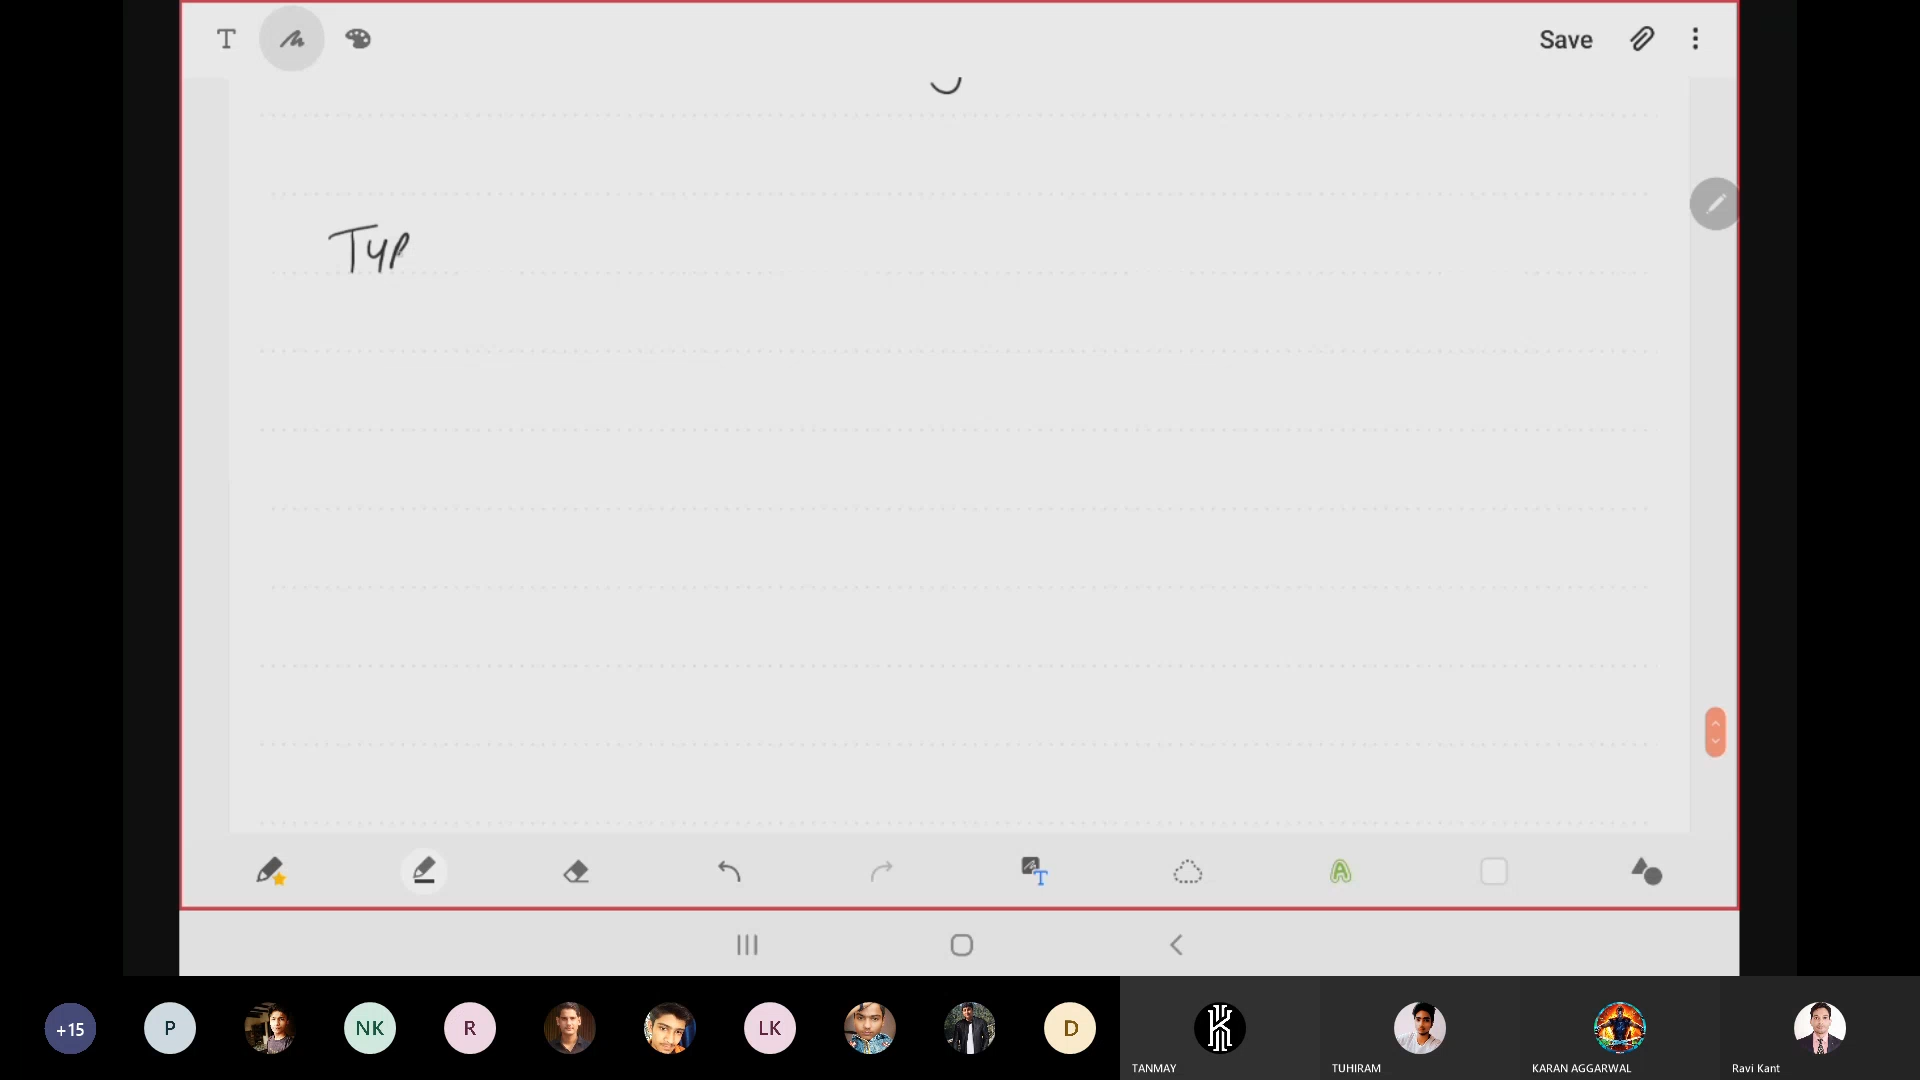 T Save
Typ
T
A
+15 P NK R LK D
TANMAY TUHIRAM KARAN AGGARWAL Ravi Kant